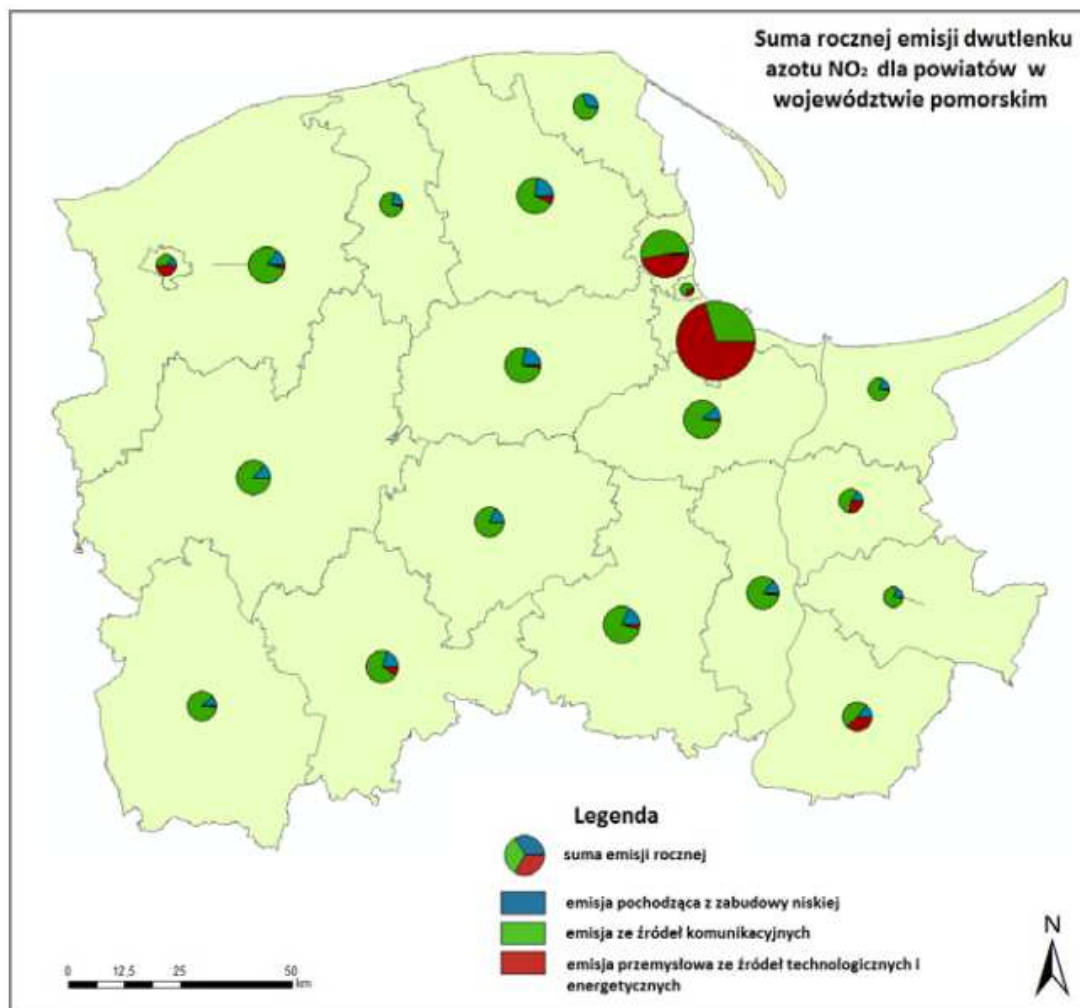 Suma rocznej emisji dwutlenku
azotu NO₂ dla powiatów w
województwie pomorskim
Legenda
suma emisji rocznej
emisja pochodząca z zabudowy niskiej
emisja ze źródeł komunikacyjnych
emisja przemysłowa ze źródeł technologicznych i
energetycznych
0 12,5 25 50
km
N